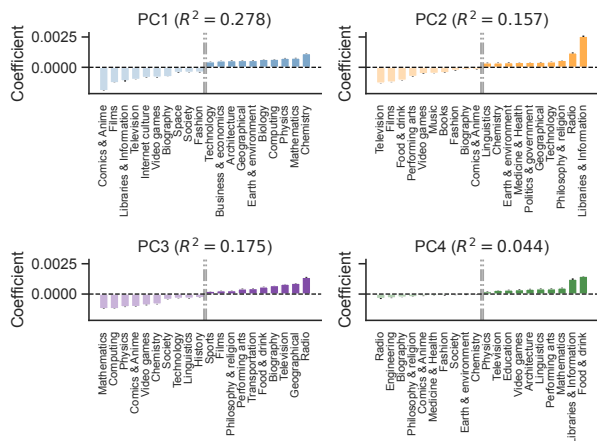 PC1 (R² = 0.278)
Coefficient
0.0025
0.0000
Comics & Anime
Films
Libraries & Information
Television
Internet culture
Video games
Biography
Space
Society
Fashion
Technology
Business & economics
Architecture
Geographical
Earth & environment
Biology
Computing
Physics
Mathematics
Chemistry
PC2 (R² = 0.157)
Television
Films
Food & drink
Performing arts
Video games
Music
Books
Fashion
Biography
Comics & Anime
Linguistics
Chemistry
Earth & environment
Medicine & Health
Politics & government
Geographical
Technology
Philosophy & religion
Radio
Libraries & Information
PC3 (R² = 0.175)
Coefficient
0.0025
0.0000
Mathematics
Computing
Physics
Comics & Anime
Video games
Society
Technology
Linguistics
History
Sports
Films
Philosophy & religion
Performing arts
Transportation
Food & drink
Biography
Television
Geographical
Radio
PC4 (R² = 0.044)
Radio
Engineering
Biography
Philosophy & religion
Comics & Anime
Medicine & Health
Fashion
Society
Earth & environment
Chemistry
Physics
Television
Education
Video games
Architecture
Linguistics
Performing arts
Mathematics
Libraries & Information
Food & drink